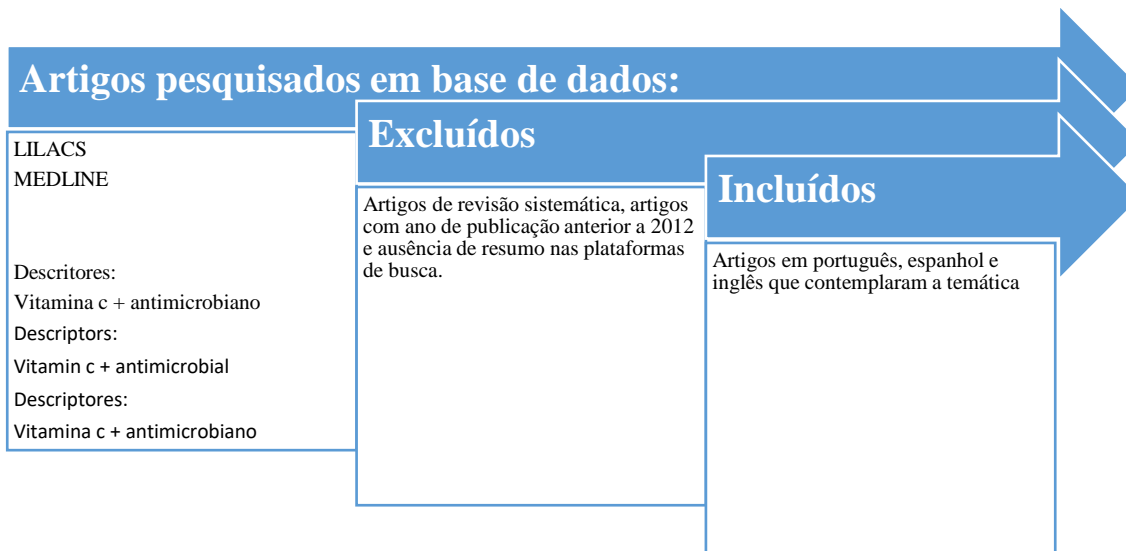 Artigos pesquisados em base de dados:
LILACS
MEDLINE
Descritores:
Vitamina c + antimicrobiano
Descriptors:
Vitamin c + antimicrobial
Descriptores:
Vitamina c + antimicrobiano
Excluídos
Artigos de revisão sistemática, artigos
com ano de publicação anterior a 2012
e ausência de resumo nas plataformas
de busca.
Incluídos
Artigos em português, espanhol e
inglês que contemplaram a temática